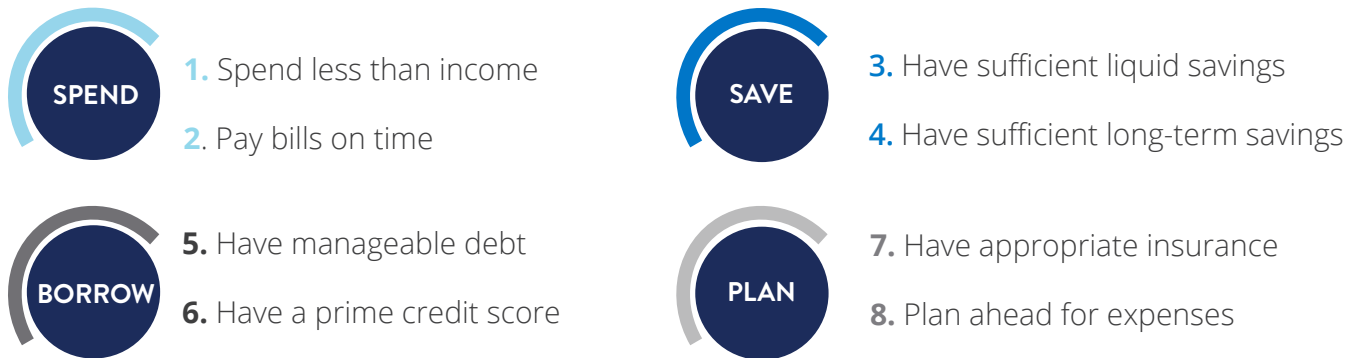 SPEND
1. Spend less than income
2. Pay bills on time
SAVE
3. Have sufficient liquid savings
4. Have sufficient long-term savings
BORROW
5. Have manageable debt
6. Have a prime credit score
PLAN
7. Have appropriate insurance
8. Plan ahead for expenses